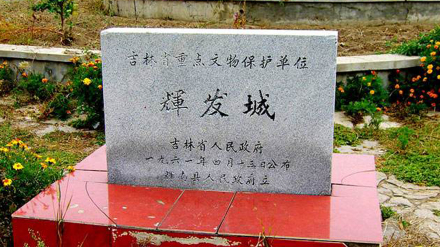 吉林省重点文物保护单位
辉发城
吉林省人民政府
一九六一年四月十三日公布
辉南县人民政府立